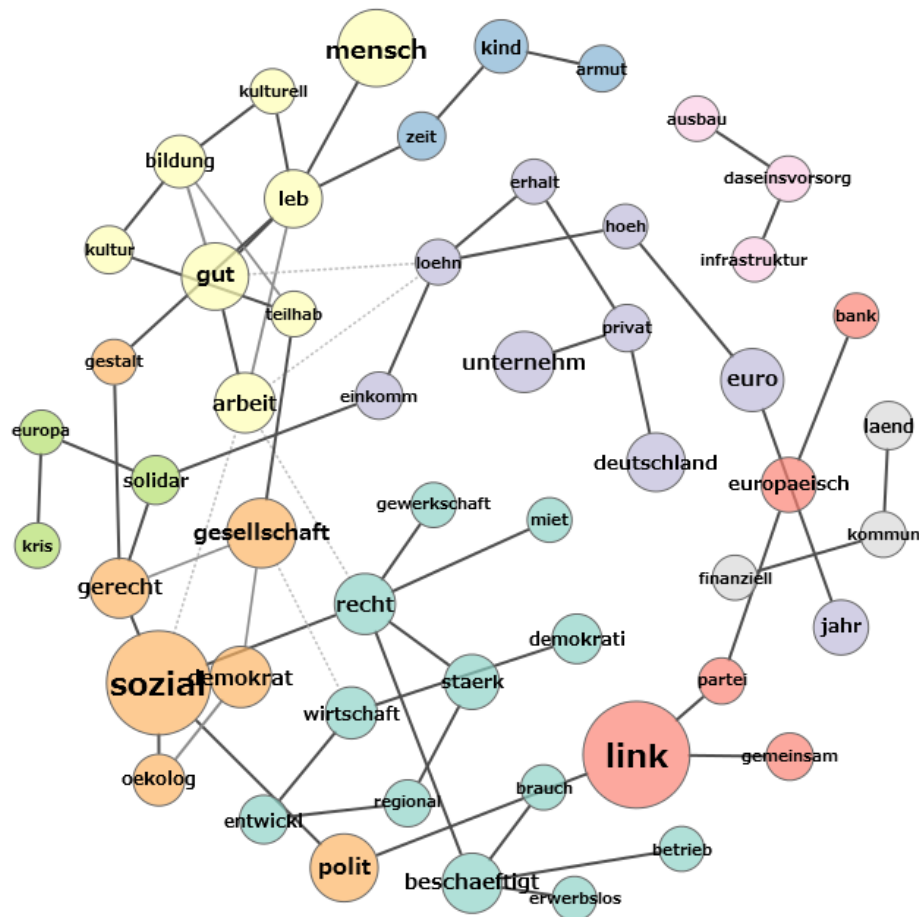 mensch
kind
armut
kulturell
ausbau
zeit
bildung
daseinsvorsorg
erhalt
leb
hoeh
kultur
loehn
infrastruktur
gut
teilhab
bank
privat
gestalt
unternehm
euro
einkomm
arbeit
laend
europa
deutschland
solidar
europaeisch
gewerkschaft
miet
gesellschaft
kommun
kris
finanziell
gerecht
recht
jahr
demokrati
sozial
demokrat
staerk
partei
wirtschaft
link
gemeinsam
oekolog
brauch
regional
entwickl
betrieb
polit
beschaeftigt
erwerbslos